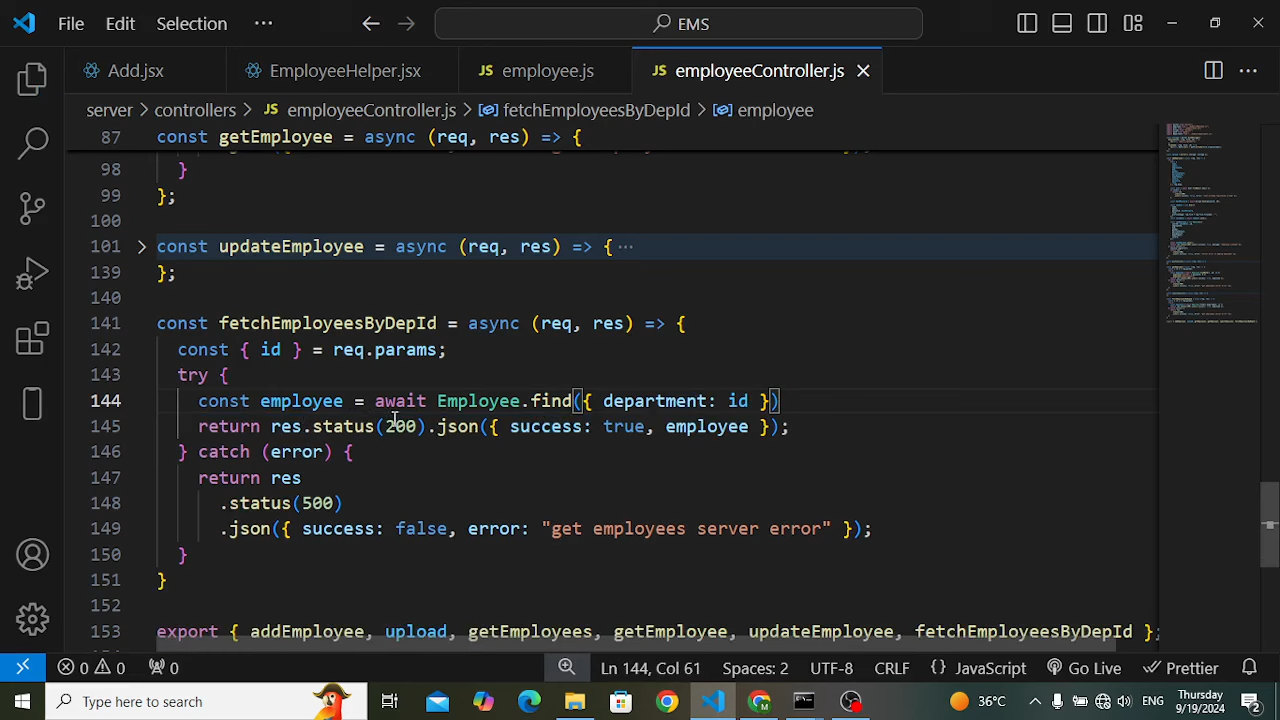 File Edit Selection ··· EMS
Add.jsx EmployeeHelper.jsx JS employee.js JS employeeController.js
server > controllers > JS employeeController.js > fetchEmployeesByDepId > employee
87 const getEmployee = async (req, res) => {
98 }
99 };
100
101 const updateEmployee = async (req, res) => { ···
139 };
140
141 const fetchEmployeesByDepId = async (req, res) => {
142 const { id } = req.params;
143 try {
144 const employee = await Employee.find({ department: id })
145 return res.status(200).json({ success: true, employee });
146 } catch (error) {
147 return res
148 .status(500)
149 .json({ success: false, error: "get employees server error" });
150 }
151 }
152
153 export { addEmployee, upload, getEmployees, getEmployee, updateEmployee, fetchEmployeesByDepId };
0 0 0 Ln 144, Col 61 Spaces: 2 UTF-8 CRLF {} JavaScript Go Live Prettier
Type here to search 36°C ENG Thursday
9/19/2024 2